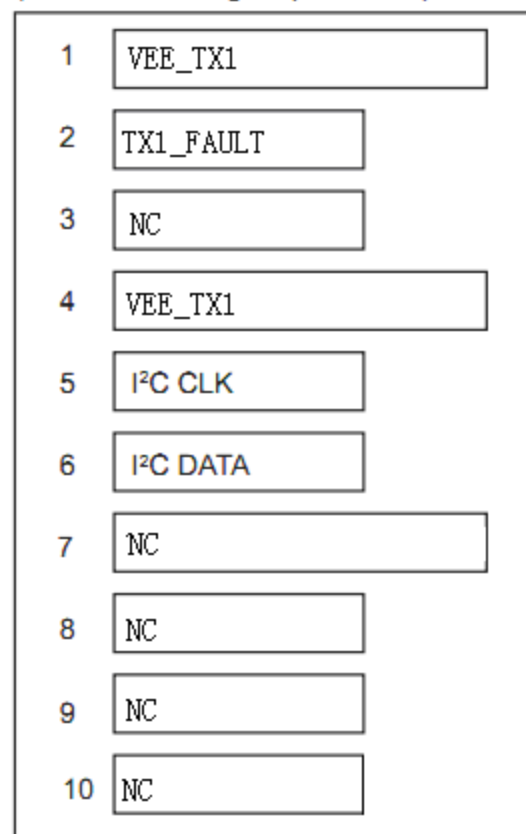 1 VEE_TX1
2 TX1_FAULT
3 NC
4 VEE_TX1
5 I²C CLK
6 I²C DATA
7 NC
8 NC
9 NC
10 NC